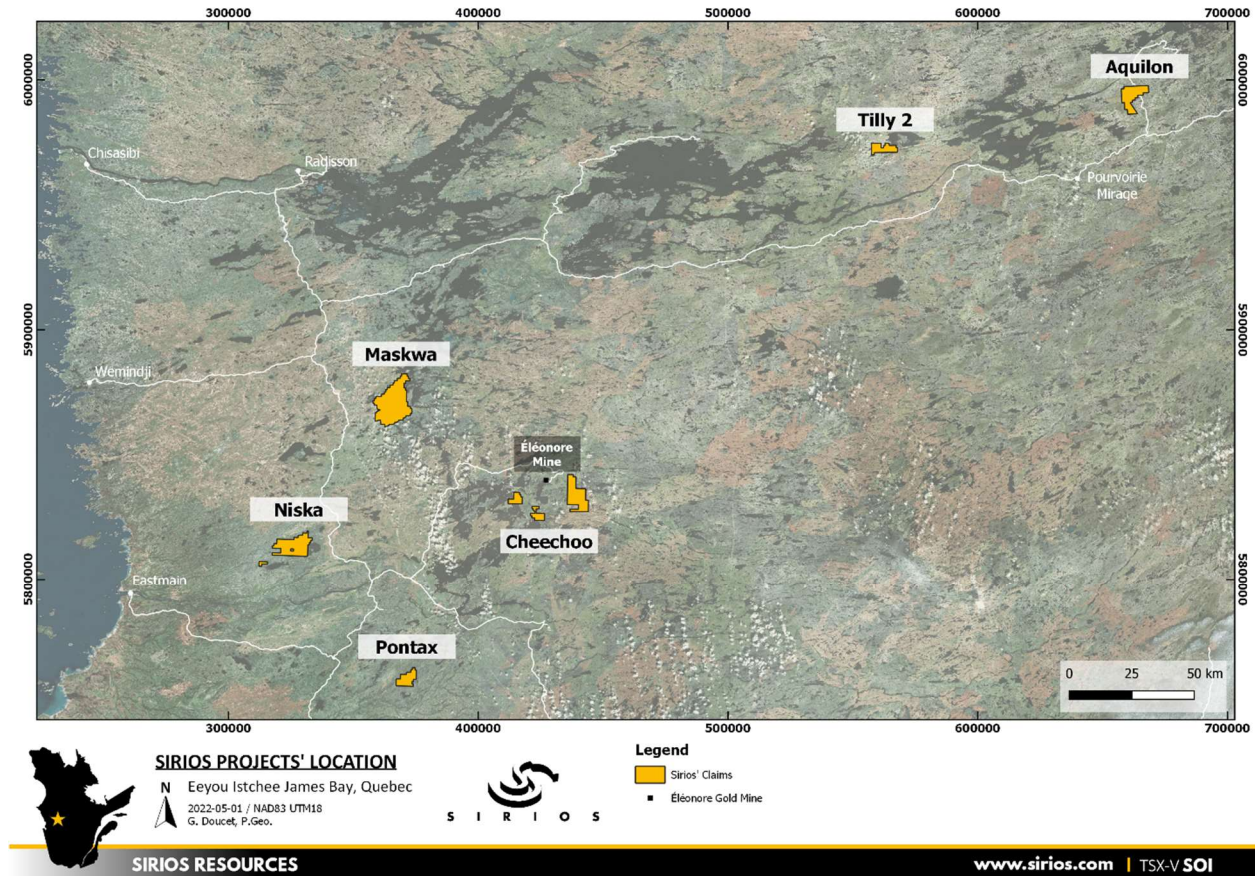 300000 400000 500000 600000 700000
6000000 6000000
Aquilon
Tilly 2
Chisasibi
Radisson
Pourvoirie
Mirage
5900000 5900000
Maskwa
Wemindji
Éléonore
Mine
Niska
Cheechoo
5800000 5800000
Eastmain
Pontax
0 25 50 km
300000 400000 500000 600000 700000
Legend
SIRIOS PROJECTS' LOCATION
Sirios' Claims
N Eeyou Istchee James Bay, Quebec
Éléonore Gold Mine
2022-05-01 / NAD83 UTM18
G. Doucet, P.Geo.
SIRIOS
SIRIOS RESOURCES
www.sirios.com | TSX-V SOI